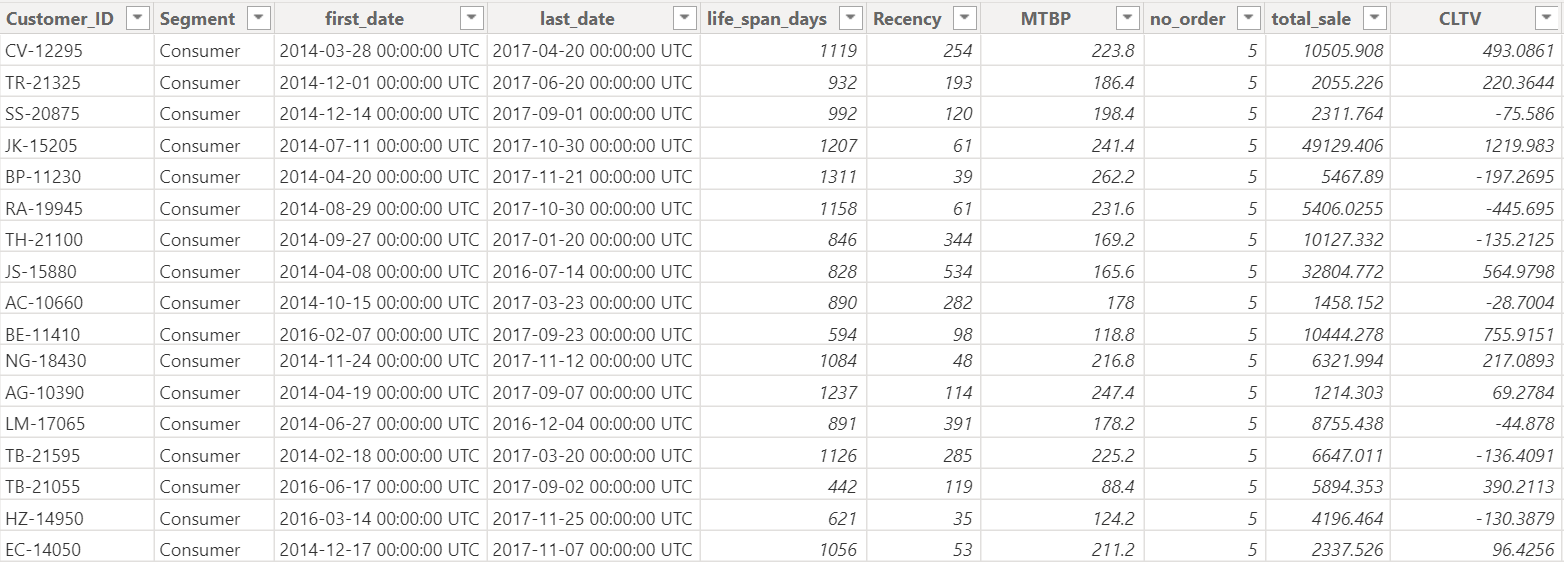 Customer_ID Segment first_date last_date life_span_days Recency MTBP no_order total_sale CLTV
CV-12295 Consumer 2014-03-28 00:00:00 UTC 2017-04-20 00:00:00 UTC 1119 254 223.8 5 10505.908 493.0861
TR-21325 Consumer 2014-12-01 00:00:00 UTC 2017-06-20 00:00:00 UTC 932 193 186.4 5 2055.226 220.3644
SS-20875 Consumer 2014-12-14 00:00:00 UTC 2017-09-01 00:00:00 UTC 992 120 198.4 5 2311.764 -75.586
JK-15205 Consumer 2014-07-11 00:00:00 UTC 2017-10-30 00:00:00 UTC 1207 61 241.4 5 49129.406 1219.983
BP-11230 Consumer 2014-04-20 00:00:00 UTC 2017-11-21 00:00:00 UTC 1311 39 262.2 5 5467.89 -197.2695
RA-19945 Consumer 2014-08-29 00:00:00 UTC 2017-10-30 00:00:00 UTC 1158 61 231.6 5 5406.0255 -445.695
TH-21100 Consumer 2014-09-27 00:00:00 UTC 2017-01-20 00:00:00 UTC 846 344 169.2 5 10127.332 -135.2125
JS-15880 Consumer 2014-04-08 00:00:00 UTC 2016-07-14 00:00:00 UTC 828 534 165.6 5 32804.772 564.9798
AC-10660 Consumer 2014-10-15 00:00:00 UTC 2017-03-23 00:00:00 UTC 890 282 178 5 1458.152 -28.7004
BE-11410 Consumer 2016-02-07 00:00:00 UTC 2017-09-23 00:00:00 UTC 594 98 118.8 5 10444.278 755.9151
NG-18430 Consumer 2014-11-24 00:00:00 UTC 2017-11-12 00:00:00 UTC 1084 48 216.8 5 6321.994 217.0893
AG-10390 Consumer 2014-04-19 00:00:00 UTC 2017-09-07 00:00:00 UTC 1237 114 247.4 5 1214.303 69.2784
LM-17065 Consumer 2014-06-27 00:00:00 UTC 2016-12-04 00:00:00 UTC 891 391 178.2 5 8755.438 -44.878
TB-21595 Consumer 2014-02-18 00:00:00 UTC 2017-03-20 00:00:00 UTC 1126 285 225.2 5 6647.011 -136.4091
TB-21055 Consumer 2016-06-17 00:00:00 UTC 2017-09-02 00:00:00 UTC 442 119 88.4 5 5894.353 390.2113
HZ-14950 Consumer 2016-03-14 00:00:00 UTC 2017-11-25 00:00:00 UTC 621 35 124.2 5 4196.464 -130.3879
EC-14050 Consumer 2014-12-17 00:00:00 UTC 2017-11-07 00:00:00 UTC 1056 53 211.2 5 2337.526 96.4256